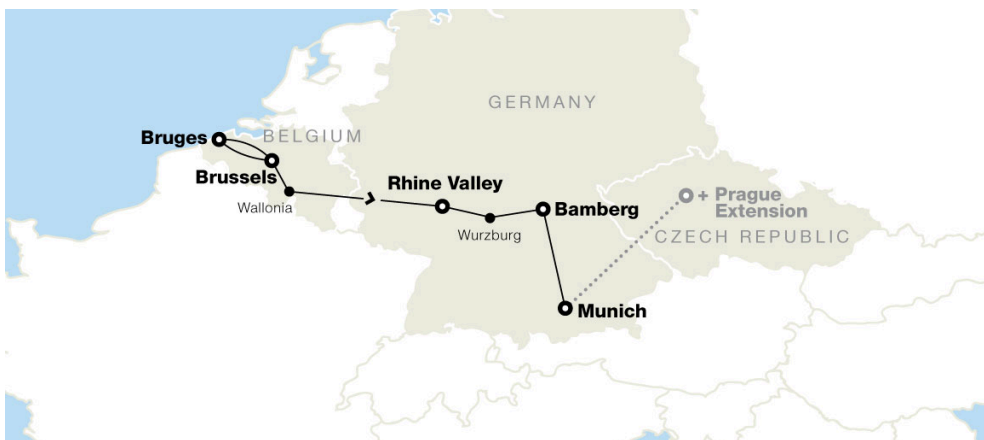 GERMANY
Bruges
BELGIUM
Brussels
Rhine Valley
Wallonia
Wurzburg
Bamberg
+ Prague
Extension
CZECH REPUBLIC
Munich